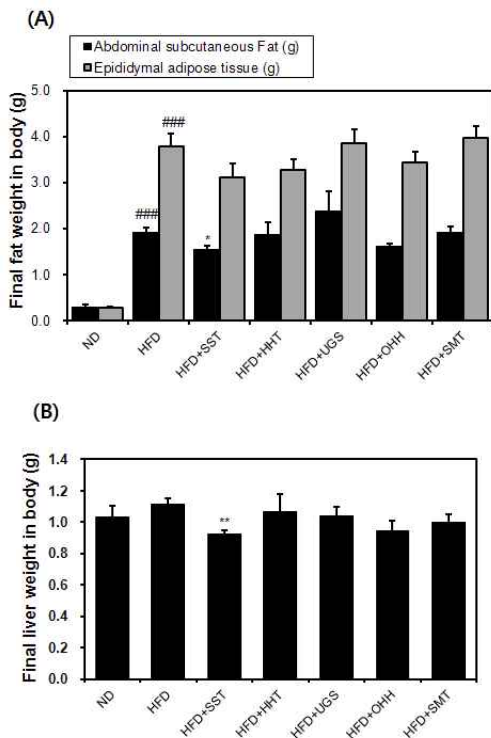 (A)
Abdominal subcutaneous Fat (g)
Epididymal adipose tissue (g)
Final fat weight in body (g)
5.0
4.0
3.0
2.0
1.0
0.0
###
###
*
ND
HFD
HFD+SST
HFD+HHT
HFD+UGS
HFD+OHH
HFD+SMT
(B)
Final liver weight in body (g)
1.4
1.2
1.0
0.8
0.6
0.4
0.2
0.0
**
ND
HFD
HFD+SST
HFD+HHT
HFD+UGS
HFD+OHH
HFD+SMT